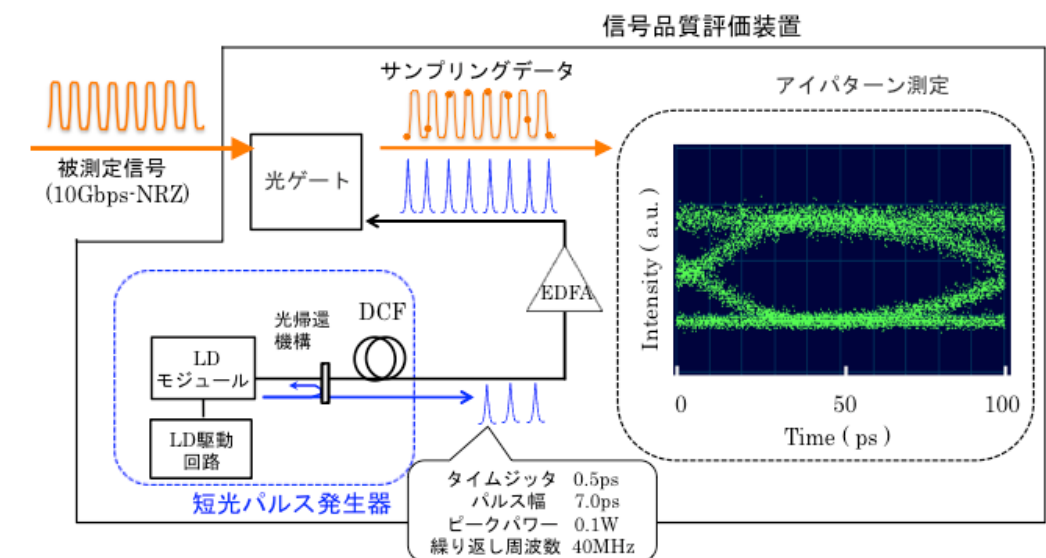 信号品質評価装置
サンプリングデータ
アイパターン測定
被測定信号
(10Gbps-NRZ)
光ゲート
EDFA
光帰還
機構
DCF
LD
モジュール
LD駆動
回路
短光パルス発生器
タイムジッタ 0.5ps
パルス幅 7.0ps
ピークパワー 0.1W
繰り返し周波数 40MHz
Intensity ( a.u. )
0 50 100
Time ( ps )